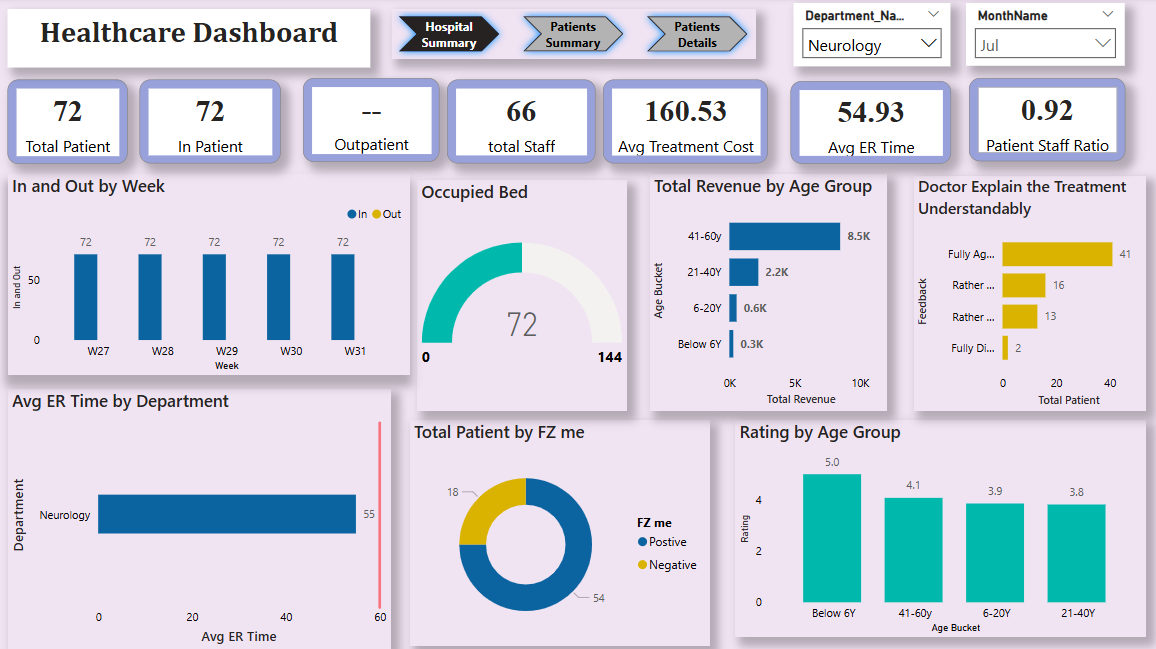 Healthcare Dashboard
Hospital
Summary
Patients
Summary
Patients
Details
Department_Na...
Neurology
MonthName
Jul
72
Total Patient
72
In Patient
--
Outpatient
66
total Staff
160.53
Avg Treatment Cost
54.93
Avg ER Time
0.92
Patient Staff Ratio
In and Out by Week
In Out
In and Out
72 72 72 72 72
50
0
W27 W28 W29 W30 W31
Week
Occupied Bed
72
0 144
Total Revenue by Age Group
Age Bucket
41-60y 8.5K
21-40Y 2.2K
6-20Y 0.6K
Below 6Y 0.3K
0K 5K 10K
Total Revenue
Doctor Explain the Treatment
Understandably
Feedback
Fully Ag... 41
Rather ... 16
Rather ... 13
Fully Di... 2
0 20 40
Total Patient
Avg ER Time by Department
Department
Neurology 55
0 20 40 60
Avg ER Time
Total Patient by FZ me
18
54
FZ me
Postive
Negative
Rating by Age Group
Rating
5.0 4.1 3.9 3.8
4
2
0
Below 6Y 41-60y 6-20Y 21-40Y
Age Bucket